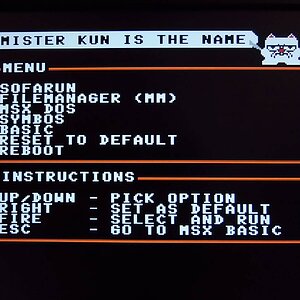 MISTER KUN IS THE NAME
MENU
SOFARUN
FILEMANAGER (MM)
MSX DOS
SYMBOS
BASIC
RESET TO DEFAULT
REBOOT
INSTRUCTIONS
UP/DOWN - PICK OPTION
RIGHT - SET AS DEFAULT
FIRE - SELECT AND RUN
ESC - GO TO MSX BASIC